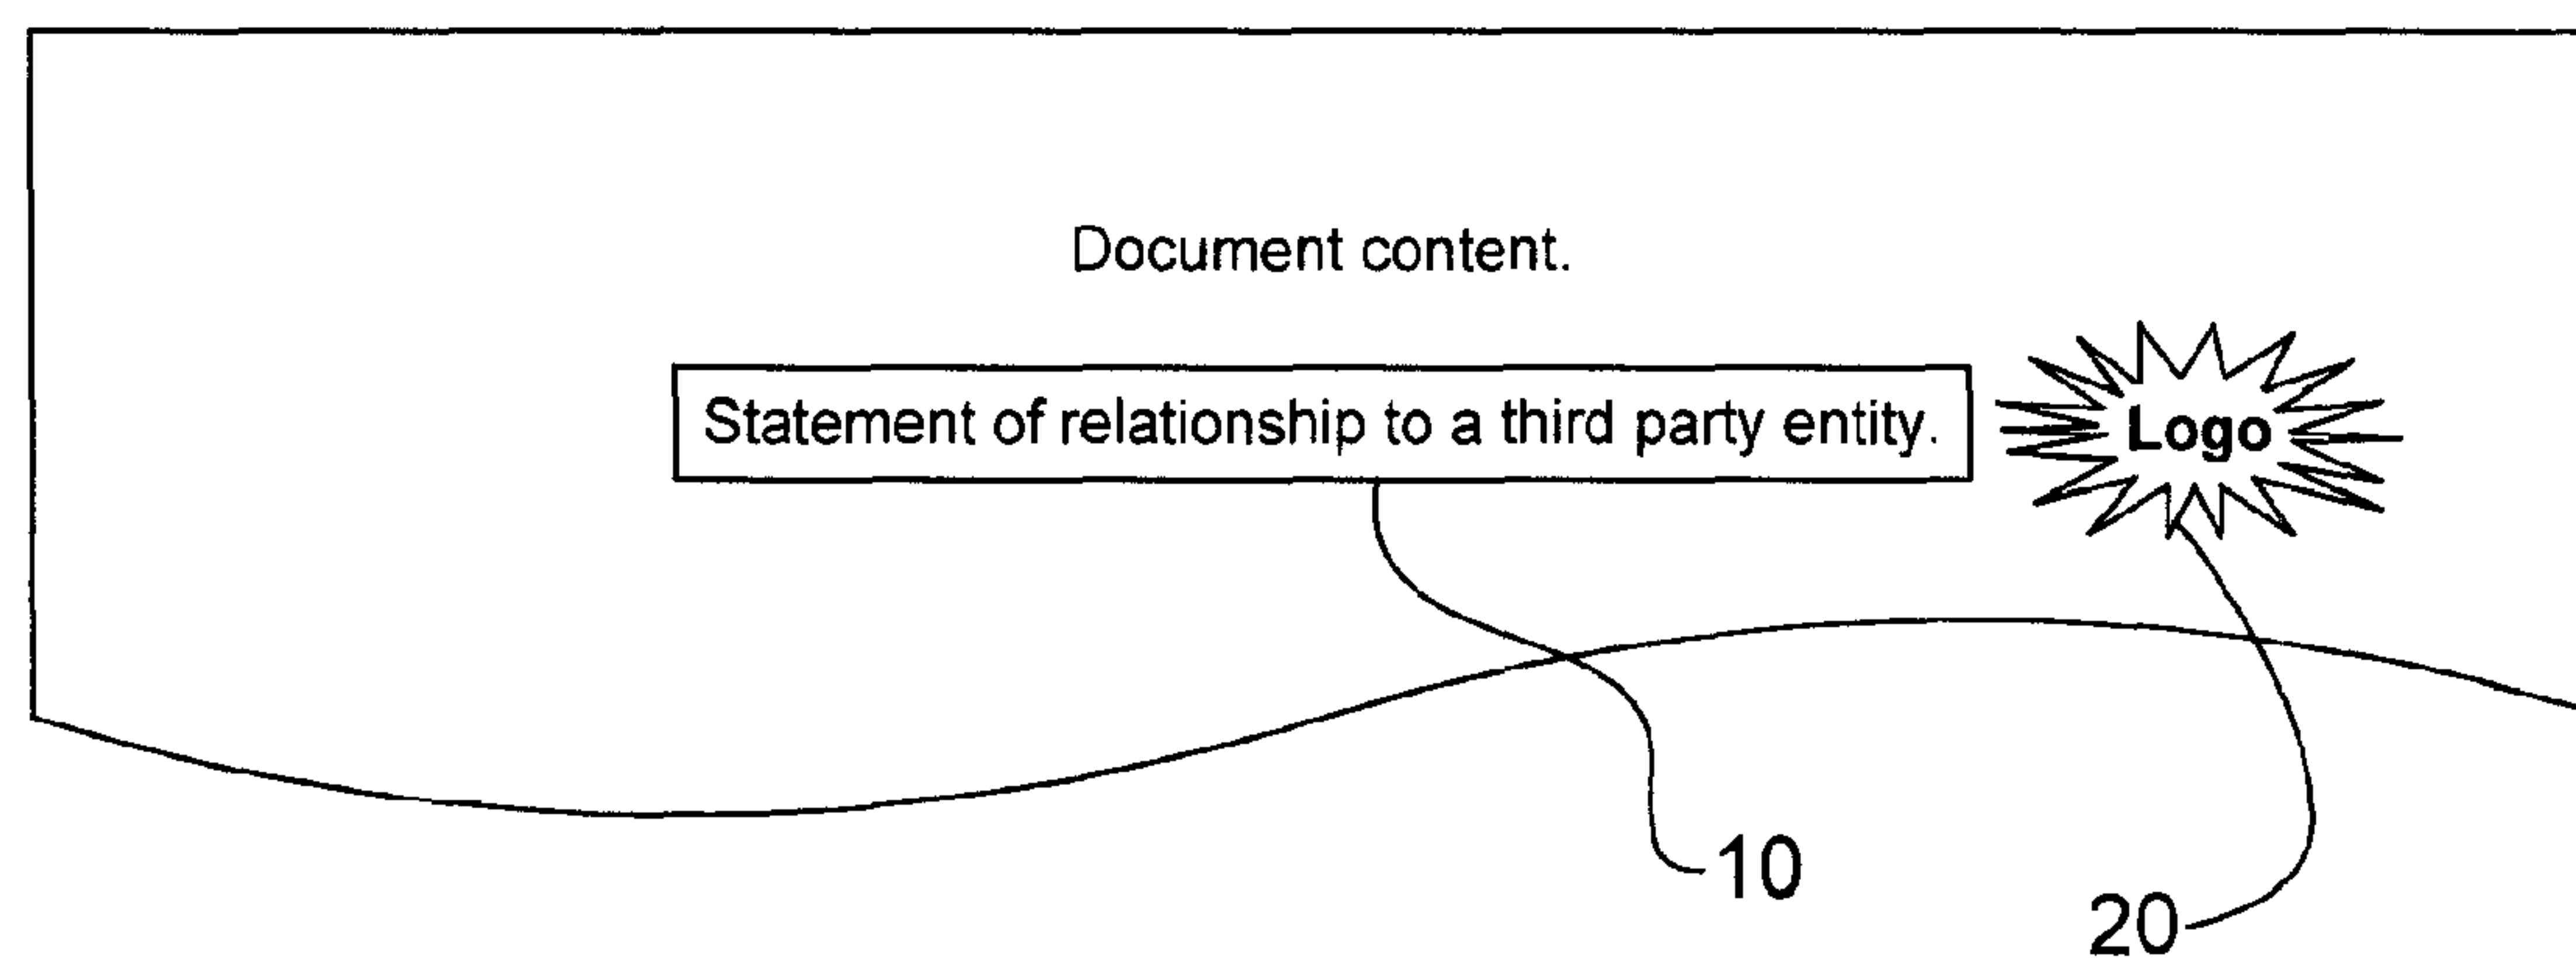 Document content.
Statement of relationship to a third party entity.
Logo
10
20